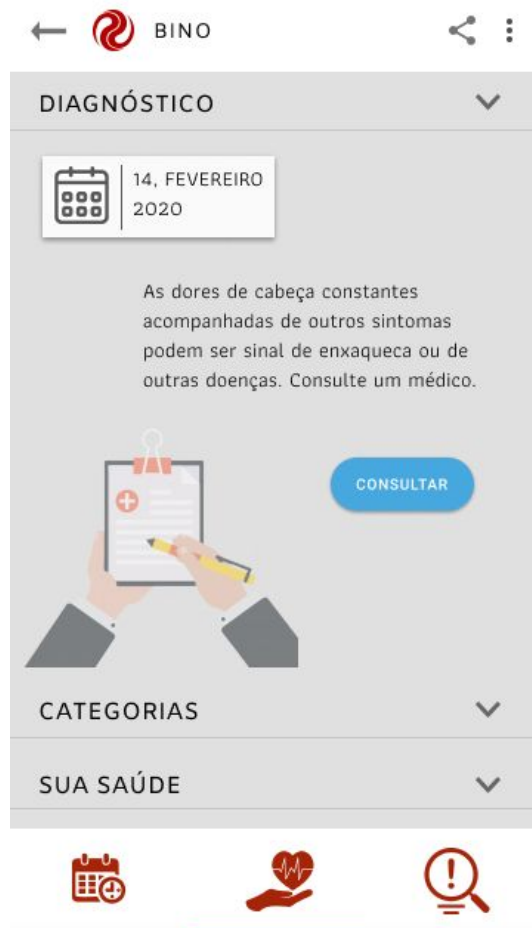 BINO
DIAGNÓSTICO
14, FEVEREIRO
2020
As dores de cabeça constantes
acompanhadas de outros sintomas
podem ser sinal de enxaqueca ou de
outras doenças. Consulte um médico.
CONSULTAR
CATEGORIAS
SUA SAÚDE